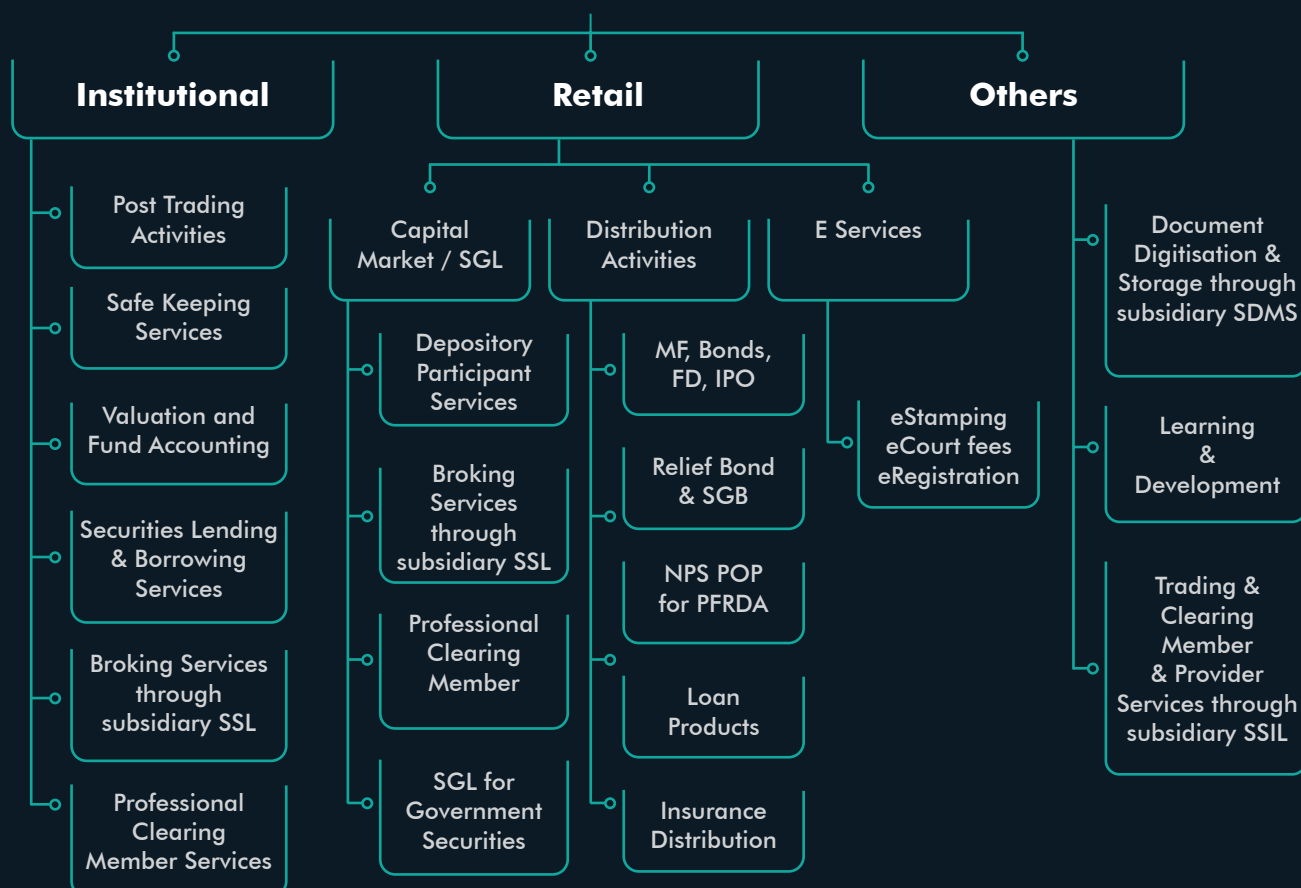 Institutional
Post Trading
Activities
Safe Keeping
Services
Valuation and
Fund Accounting
Securities Lending
& Borrowing
Services
Broking Services
through
subsidiary SSL
Professional
Clearing
Member Services
Retail
Capital
Market / SGL
Depository
Participant
Services
Broking
Services
through
subsidiary SSL
Professional
Clearing
Member
SGL for
Government
Securities
Distribution
Activities
MF, Bonds,
FD, IPO
Relief Bond
& SGB
NPS POP
for PFRDA
Loan
Products
Insurance
Distribution
E Services
eStamping
eCourt fees
eRegistration
Others
Document
Digitisation &
Storage through
subsidiary SDMS
Learning
&
Development
Trading &
Clearing
Member
& Provider
Services through
subsidiary SSIL